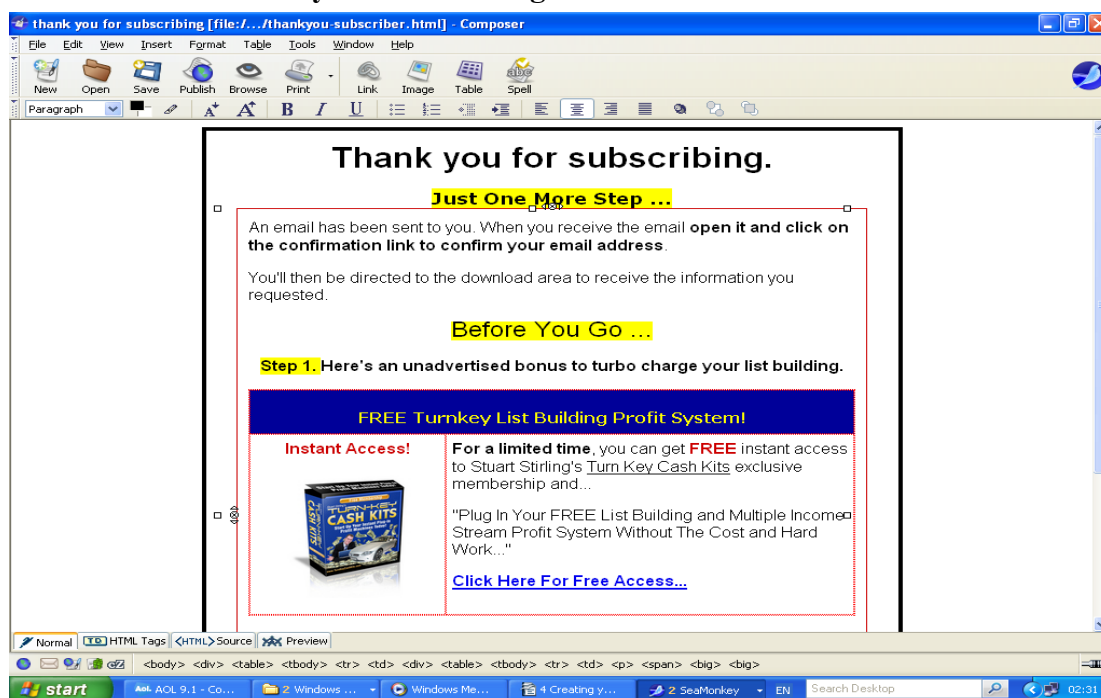 thank you for subscribing [file:/.../thankyou-subscriber.html] - Composer
File Edit View Insert Format Table Tools Window Help
New Open Save Publish Browse Print Link Image Table Spell
Paragraph
Thank you for subscribing.
Just One More Step ...
An email has been sent to you. When you receive the email open it and click on
the confirmation link to confirm your email address.
You'll then be directed to the download area to receive the information you
requested.
Before You Go ...
Step 1. Here's an unadvertised bonus to turbo charge your list building.
FREE Turnkey List Building Profit System!
Instant Access!
For a limited time, you can get FREE instant access
to Stuart Stirling's Turn Key Cash Kits exclusive
membership and...
TURN-KEY
CASH KITS
CASH KITS
"Plug In Your FREE List Building and Multiple Income
Stream Profit System Without The Cost and Hard
Work..."
Click Here For Free Access...
Normal HTML Tags <HTML> Source Preview
<body> <div> <table> <tbody> <tr> <td> <div> <table> <tbody> <tr> <td> <p> <span> <big> <big>
start AOL 9.1 - Co... 2 Windows ... Windows Me... 4 Creating y... 2 SeaMonkey EN Search Desktop 02:31